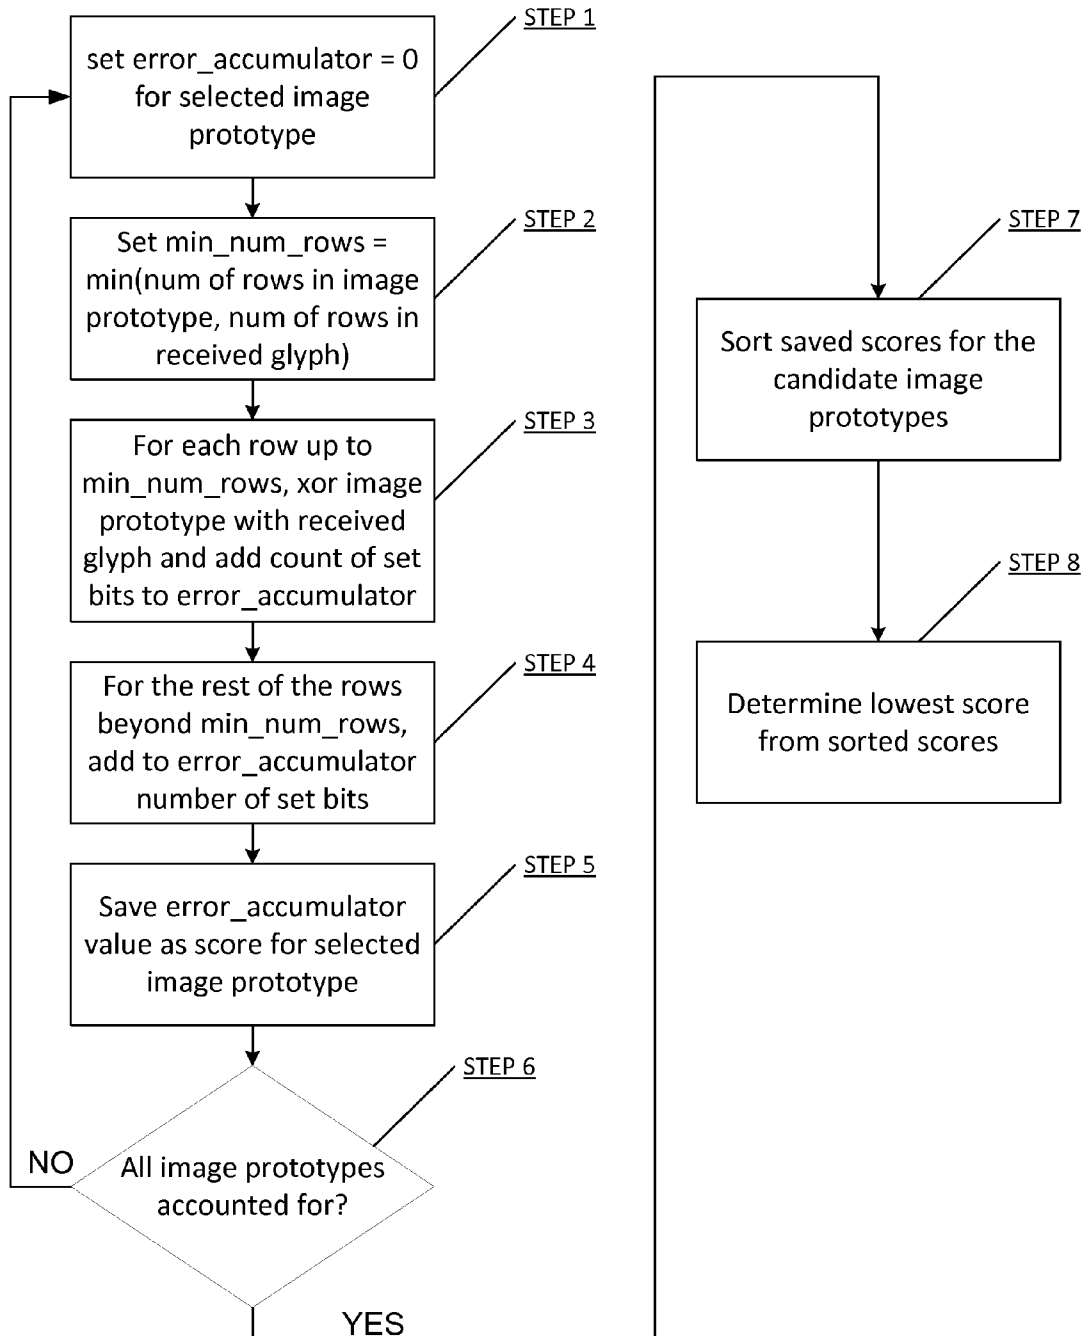 STEP 1
set error_accumulator = 0
for selected image
prototype
STEP 2
Set min_num_rows =
min(num of rows in image
prototype, num of rows in
received glyph)
STEP 3
For each row up to
min_num_rows, xor image
prototype with received
glyph and add count of set
bits to error_accumulator
STEP 4
For the rest of the rows
beyond min_num_rows,
add to error_accumulator
number of set bits
STEP 5
Save error_accumulator
value as score for selected
image prototype
STEP 6
All image prototypes
accounted for?
NO
YES
STEP 7
Sort saved scores for the
candidate image
prototypes
STEP 8
Determine lowest score
from sorted scores